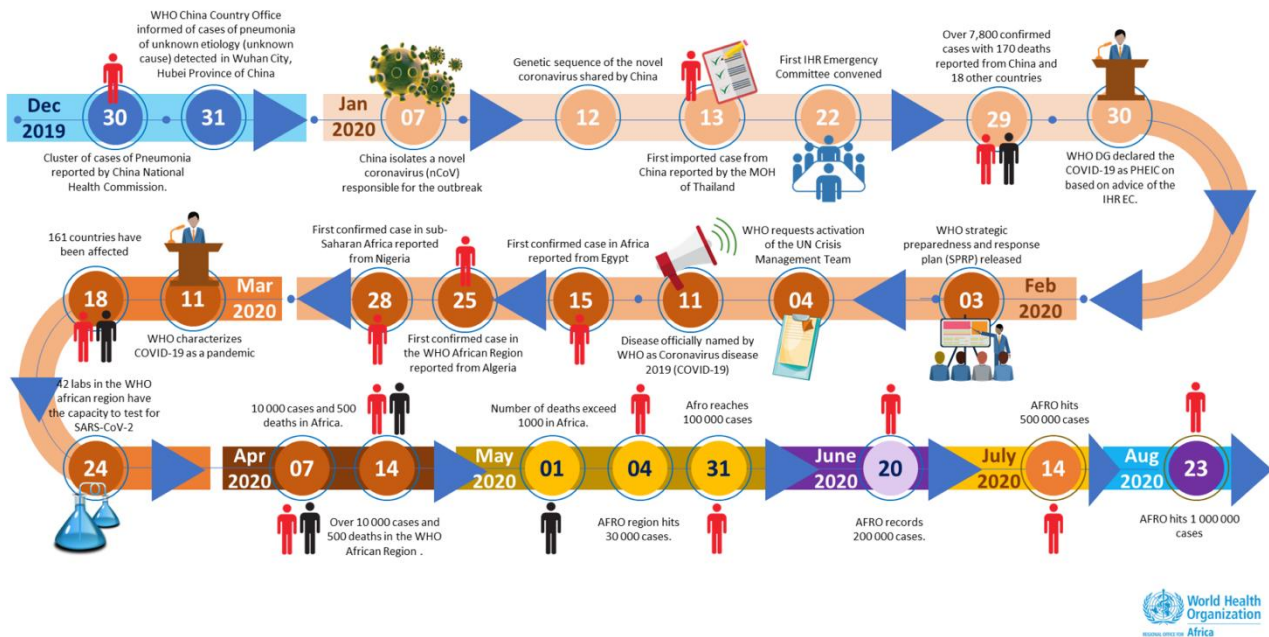 WHO China Country Office
informed of cases of pneumonia
of unknown etiology (unknown
cause) detected in Wuhan City,
Hubei Province of China
Genetic sequence of the novel
coronavirus shared by China
First IHR Emergency
Committee convened
Over 7,800 confirmed
cases with 170 deaths
reported from China and
18 other countries
Dec
2019
30
31
Jan
2020
07
12
13
22
29
30
Cluster of cases of Pneumonia
reported by China National
Health Commission.
China isolates a novel
coronavirus (nCoV)
responsible for the outbreak
First imported case from
China reported by the MOH
of Thailand
WHO DG declared the
COVID-19 as PHEIC on
based on advice of the
IHR EC.
161 countries have
been affected
First confirmed case in sub-
Saharan Africa reported
from Nigeria
First confirmed case in Africa
reported from Egypt
WHO requests activation
of the UN Crisis
Management Team
WHO strategic
preparedness and response
plan (SPRP) released
18
11
Mar
2020
28
25
15
11
04
03
Feb
2020
WHO characterizes
COVID-19 as a pandemic
First confirmed case in
the WHO African Region
reported from Algeria
Disease officially named by
WHO as Coronavirus disease
2019 (COVID-19)
42 labs in the WHO
african region have
the capacity to test for
SARS-CoV-2
10 000 cases and 500
deaths in Africa.
Number of deaths exceed
1000 in Africa.
Afro reaches
100 000 cases
AFRO hits
500 000 cases
24
Apr
2020
07
14
May
2020
01
04
31
June
2020
20
July
2020
14
Aug
2020
23
Over 10 000 cases and
500 deaths in the WHO
African Region .
AFRO region hits
30 000 cases.
AFRO records
200 000 cases.
AFRO hits 1 000 000
cases
World Health
Organization
REGIONAL OFFICE FOR Africa